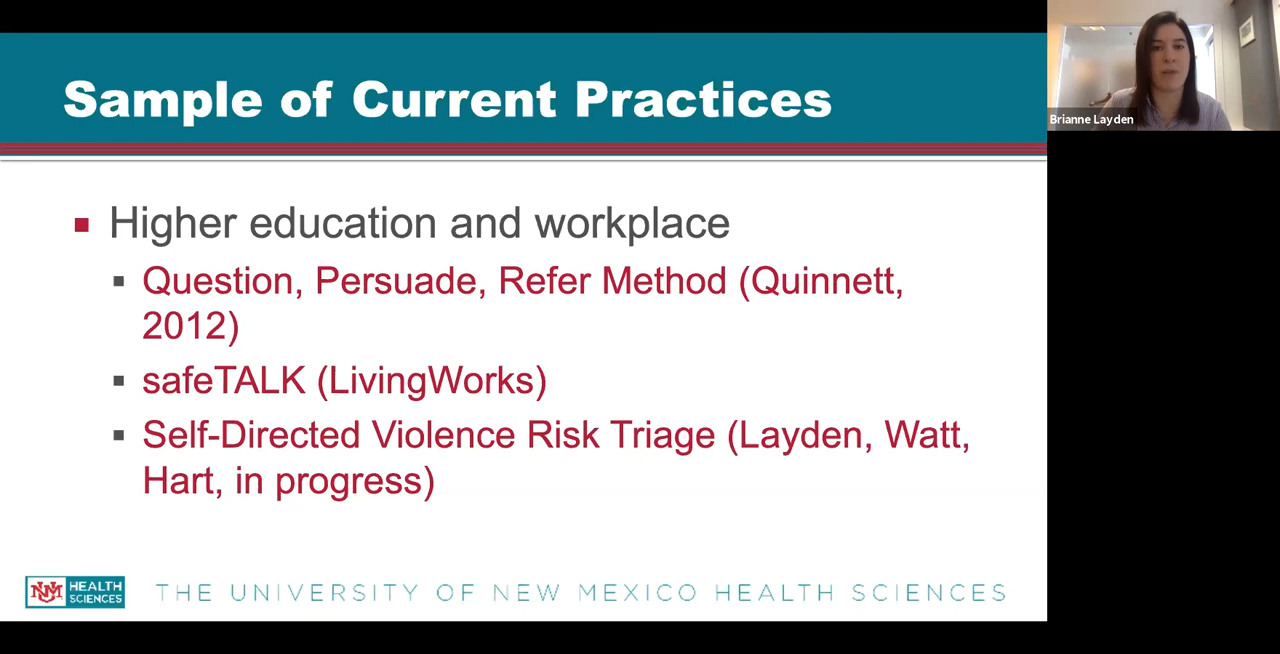 Sample of Current Practices
Brianne Layden
Higher education and workplace
Question, Persuade, Refer Method (Quinnett,
2012)
safeTALK (LivingWorks)
Self-Directed Violence Risk Triage (Layden, Watt,
Hart, in progress)
UNM HEALTH
SCIENCES
THE UNIVERSITY OF NEW MEXICO HEALTH SCIENCES